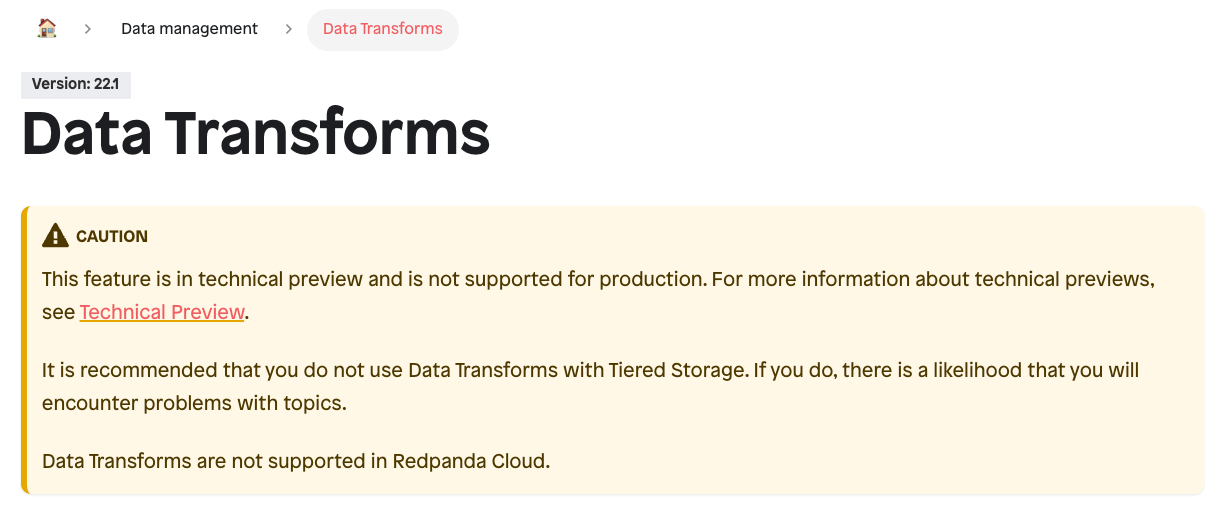 Data management
Data Transforms
Version: 22.1
Data Transforms
CAUTION
This feature is in technical preview and is not supported for production. For more information about technical previews,
see Technical Preview.
It is recommended that you do not use Data Transforms with Tiered Storage. If you do, there is a likelihood that you will
encounter problems with topics.
Data Transforms are not supported in Redpanda Cloud.